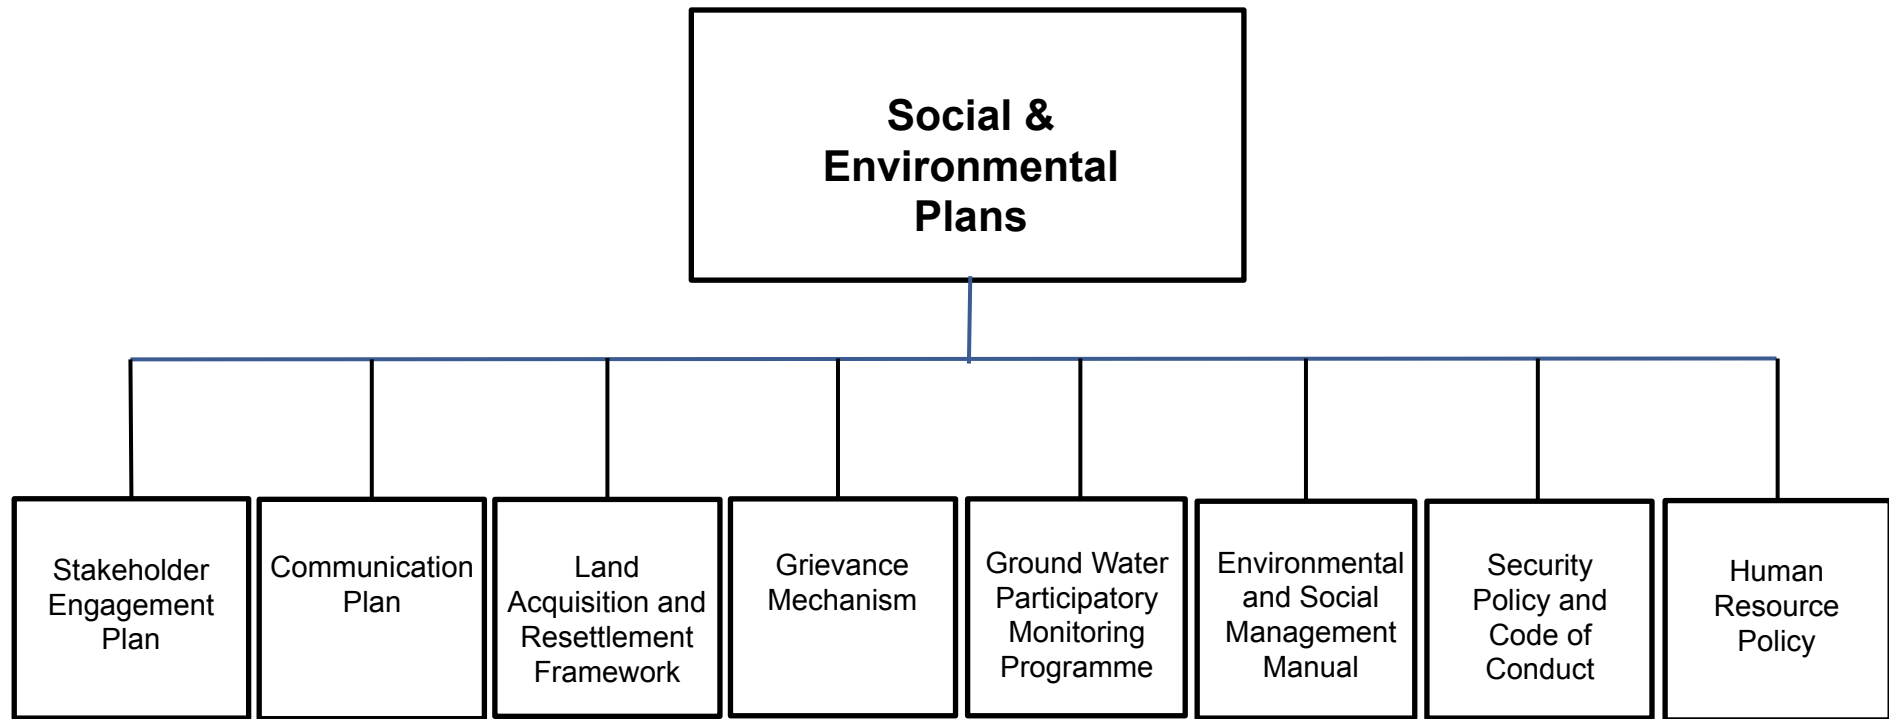 Social &
Environmental
Plans
Stakeholder
Engagement
Plan
Communication
Plan
Land
Acquisition and
Resettlement
Framework
Grievance
Mechanism
Ground Water
Participatory
Monitoring
Programme
Environmental
and Social
Management
Manual
Security
Policy and
Code of
Conduct
Human
Resource
Policy